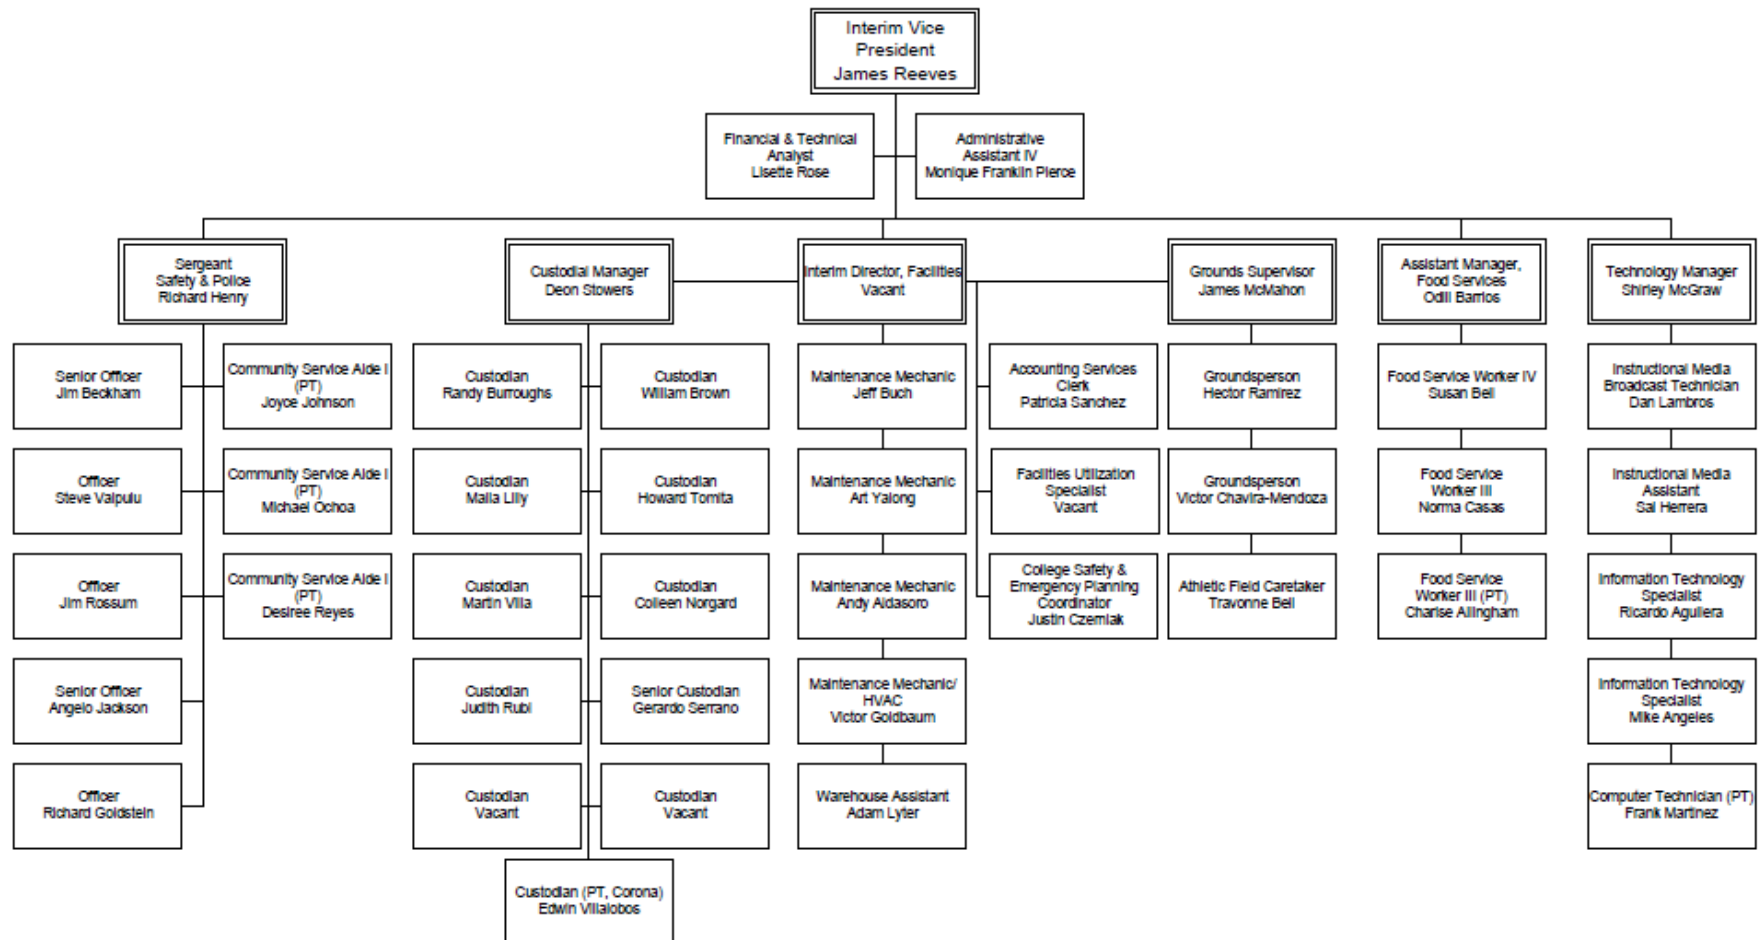 Interim Vice
President
James Reeves
Financial & Technical
Analyst
Lisette Rose
Administrative
Assistant IV
Monique Franklin Pierce
Sergeant
Safety & Police
Richard Henry
Custodial Manager
Deon Stowers
Interim Director, Facilities
Vacant
Grounds Supervisor
James McMahon
Assistant Manager,
Food Services
Odili Barrios
Technology Manager
Shirley McGraw
Senior Officer
Jim Beckham
Community Service Aide I
(PT)
Joyce Johnson
Custodian
Randy Burroughs
Custodian
William Brown
Maintenance Mechanic
Jeff Buch
Accounting Services
Clerk
Patricia Sanchez
Groundsperson
Hector Ramirez
Food Service Worker IV
Susan Bell
Instructional Media
Broadcast Technician
Dan Lambros
Officer
Steve Vaipulu
Community Service Aide I
(PT)
Michael Ochoa
Custodian
Malia Lilly
Custodian
Howard Tomita
Maintenance Mechanic
Art Yalong
Facilities Utilization
Specialist
Vacant
Groundsperson
Victor Chavira-Mendoza
Food Service
Worker III
Norma Casas
Instructional Media
Assistant
Sal Herrera
Officer
Jim Rossum
Community Service Aide I
(PT)
Desiree Reyes
Custodian
Martin Villa
Custodian
Colleen Norgard
Maintenance Mechanic
Andy Aldasoro
College Safety &
Emergency Planning
Coordinator
Justin Czerniak
Athletic Field Caretaker
Travonne Bell
Food Service
Worker III (PT)
Charise Allingham
Information Technology
Specialist
Ricardo Aguilera
Senior Officer
Angelo Jackson
Custodian
Judith Rubi
Senior Custodian
Gerardo Serrano
Maintenance Mechanic/
HVAC
Victor Goldbaum
Information Technology
Specialist
Mike Angeles
Officer
Richard Goldstein
Custodian
Vacant
Custodian
Vacant
Warehouse Assistant
Adam Lyter
Computer Technician (PT)
Frank Martinez
Custodian (PT, Corona)
Edwin Villalobos